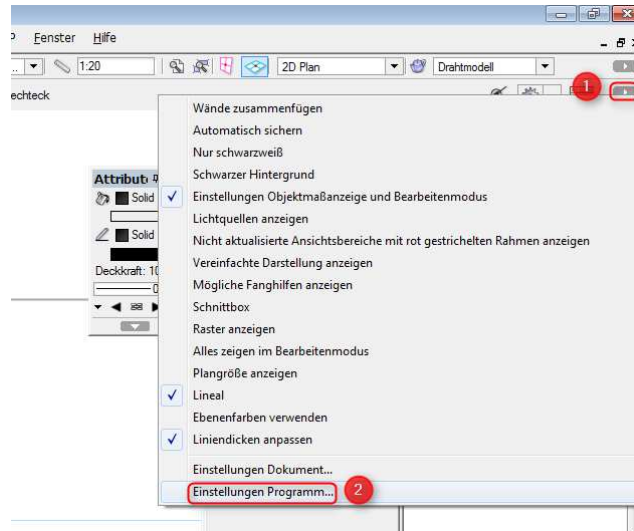 Fenster Hilfe
1:20 2D Plan Drahtmodell
echteck
1
Wände zusammenfügen
Automatisch sichern
Nur schwarzweiß
Schwarzer Hintergrund
Einstellungen Objektmaßanzeige und Bearbeitenmodus
Lichtquellen anzeigen
Nicht aktualisierte Ansichtsbereiche mit rot gestrichelten Rahmen anzeigen
Vereinfachte Darstellung anzeigen
Mögliche Fanghilfen anzeigen
Schnittbox
Raster anzeigen
Alles zeigen im Bearbeitenmodus
Plangröße anzeigen
Lineal
Ebenenfarben verwenden
Liniendicken anpassen
Einstellungen Dokument...
Einstellungen Programm... 2
Attribut
Solid
Solid
Deckkraft: 10